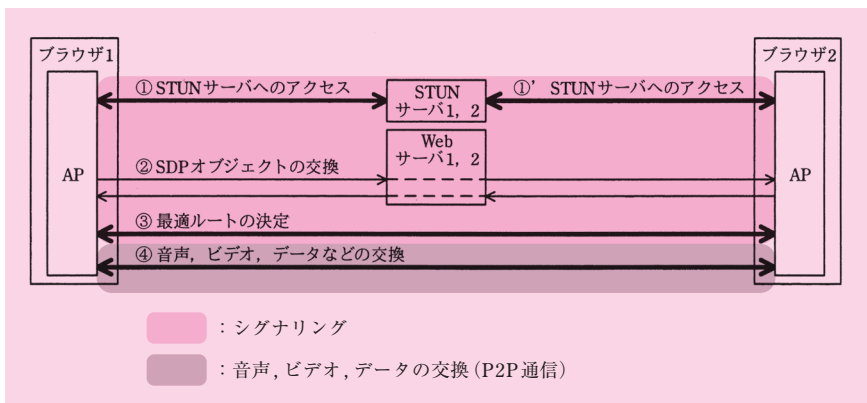 ブラウザ1
ブラウザ2
①STUNサーバへのアクセス
STUN
サーバ1,2
①’ STUNサーバへのアクセス
Web
サーバ1,2
AP
②SDPオブジェクトの交換
AP
③最適ルートの決定
④音声,ビデオ,データなどの交換
:シグナリング
:音声,ビデオ,データの交換(P2P通信)